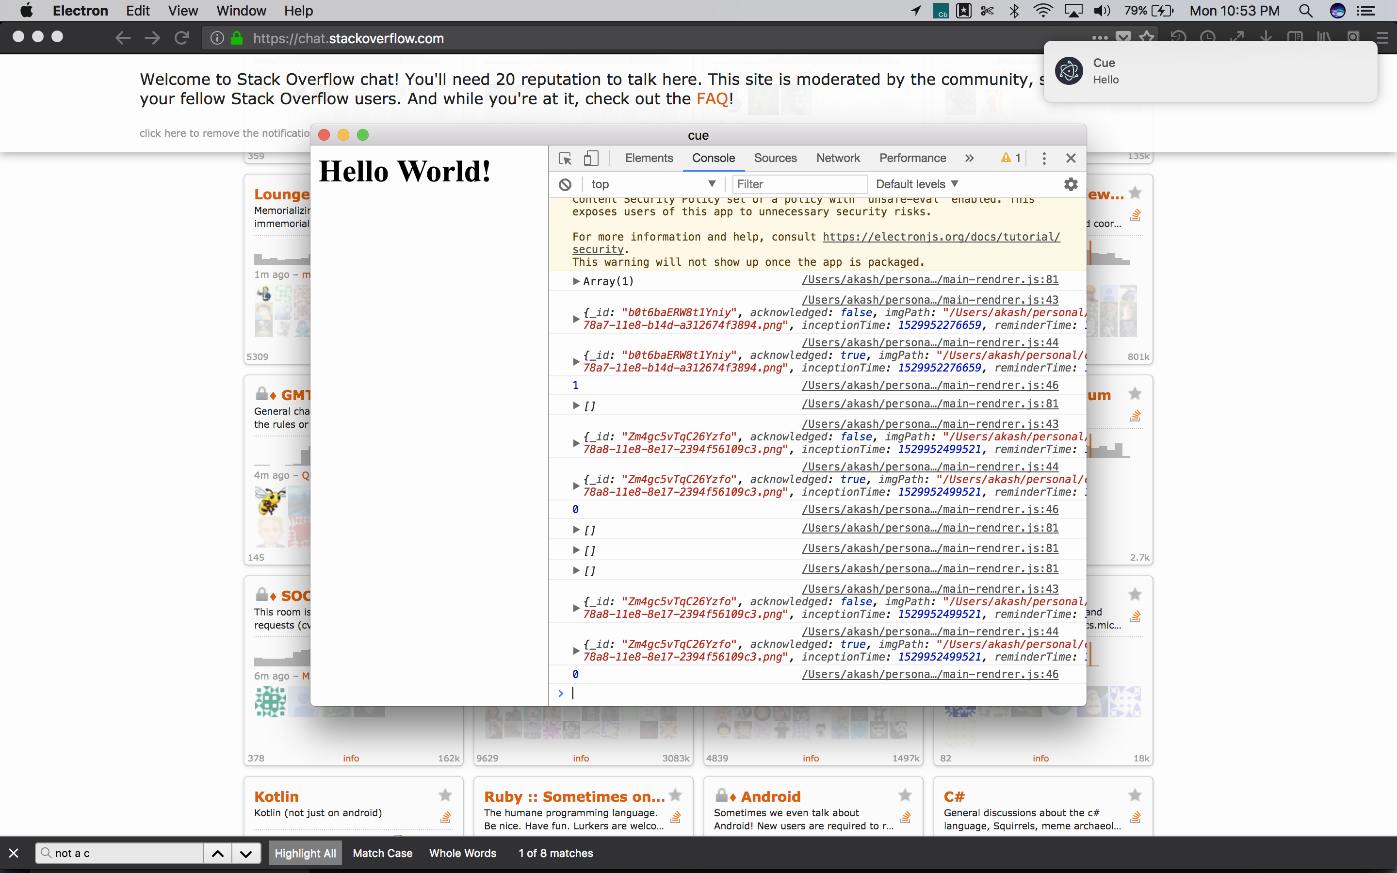 Electron Edit View Window Help
79% Mon 10:53 PM
https://chat.stackoverflow.com
Cue
Hello
Welcome to Stack Overflow chat! You'll need 20 reputation to talk here. This site is moderated by the community, s
your fellow Stack Overflow users. And while you're at it, check out the FAQ!
click here to remove the notificatio
cue
Hello World!
Elements Console Sources Network Performance » 1
top Filter Default levels
Content Security Policy set or a policy with "unsafe-eval" enabled. This
exposes users of this app to unnecessary security risks.
For more information and help, consult https://electronjs.org/docs/tutorial/
security.
This warning will not show up once the app is packaged.
Array(1) /Users/akash/persona…/main-rendrer.js:81
/Users/akash/persona…/main-rendrer.js:43
{_id: "b0t6baERW8t1Yniy", acknowledged: false, imgPath: "/Users/akash/personal/
78a7-11e8-b14d-a312674f3894.png", inceptionTime: 1529952276659, reminderTime:
/Users/akash/persona…/main-rendrer.js:44
{_id: "b0t6baERW8t1Yniy", acknowledged: true, imgPath: "/Users/akash/personal/c
78a7-11e8-b14d-a312674f3894.png", inceptionTime: 1529952276659, reminderTime:
1 /Users/akash/persona…/main-rendrer.js:46
[] /Users/akash/persona…/main-rendrer.js:81
/Users/akash/persona…/main-rendrer.js:43
{_id: "Zm4gc5vTqC26Yzfo", acknowledged: false, imgPath: "/Users/akash/personal/
78a8-11e8-8e17-2394f56109c3.png", inceptionTime: 1529952499521, reminderTime:
/Users/akash/persona…/main-rendrer.js:44
{_id: "Zm4gc5vTqC26Yzfo", acknowledged: true, imgPath: "/Users/akash/personal/c
78a8-11e8-8e17-2394f56109c3.png", inceptionTime: 1529952499521, reminderTime:
0 /Users/akash/persona…/main-rendrer.js:46
[] /Users/akash/persona…/main-rendrer.js:81
[] /Users/akash/persona…/main-rendrer.js:81
[] /Users/akash/persona…/main-rendrer.js:81
/Users/akash/persona…/main-rendrer.js:43
{_id: "Zm4gc5vTqC26Yzfo", acknowledged: false, imgPath: "/Users/akash/personal/
78a8-11e8-8e17-2394f56109c3.png", inceptionTime: 1529952499521, reminderTime:
/Users/akash/persona…/main-rendrer.js:44
{_id: "Zm4gc5vTqC26Yzfo", acknowledged: true, imgPath: "/Users/akash/personal/c
78a8-11e8-8e17-2394f56109c3.png", inceptionTime: 1529952499521, reminderTime:
0 /Users/akash/persona…/main-rendrer.js:46
359 135k
Lounge
Memorializin
immemorial
1m ago – m
5309
ew...
d coor...
801k
GMT
General cha
the rules or
4m ago – Q
145
um
2.7k
SOC
This room is
requests (cv
6m ago – M
and
cs.mic...
378 info 162k
9629 info 3083k
4839 info 1497k
82 info 18k
Kotlin
Kotlin (not just on android)
Ruby :: Sometimes on...
The humane programming language.
Be nice. Have fun. Lurkers are welco...
Android
Sometimes we even talk about
Android! New users are required to r...
C#
General discussions about the c#
language, Squirrels, meme archaeol...
not a c Highlight All Match Case Whole Words 1 of 8 matches